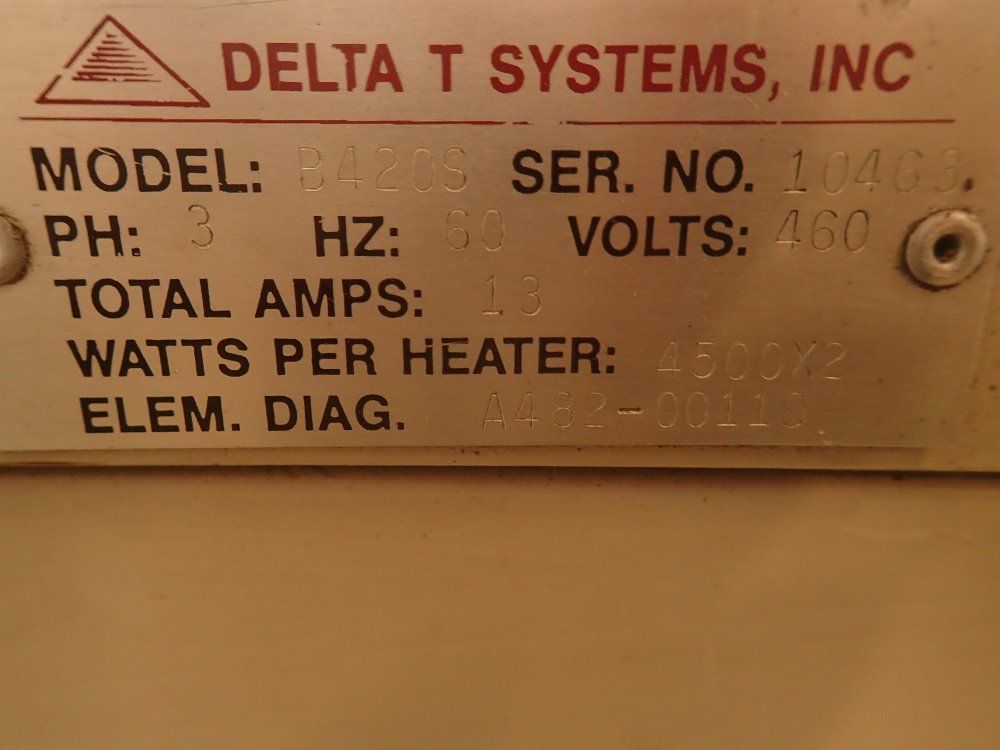 DELTA T SYSTEMS, INC
MODEL: B420S SER. NO. 10463
PH: 3 HZ: 60 VOLTS: 460
TOTAL AMPS: 13
WATTS PER HEATER: 4500X2
ELEM. DIAG. A482-00119